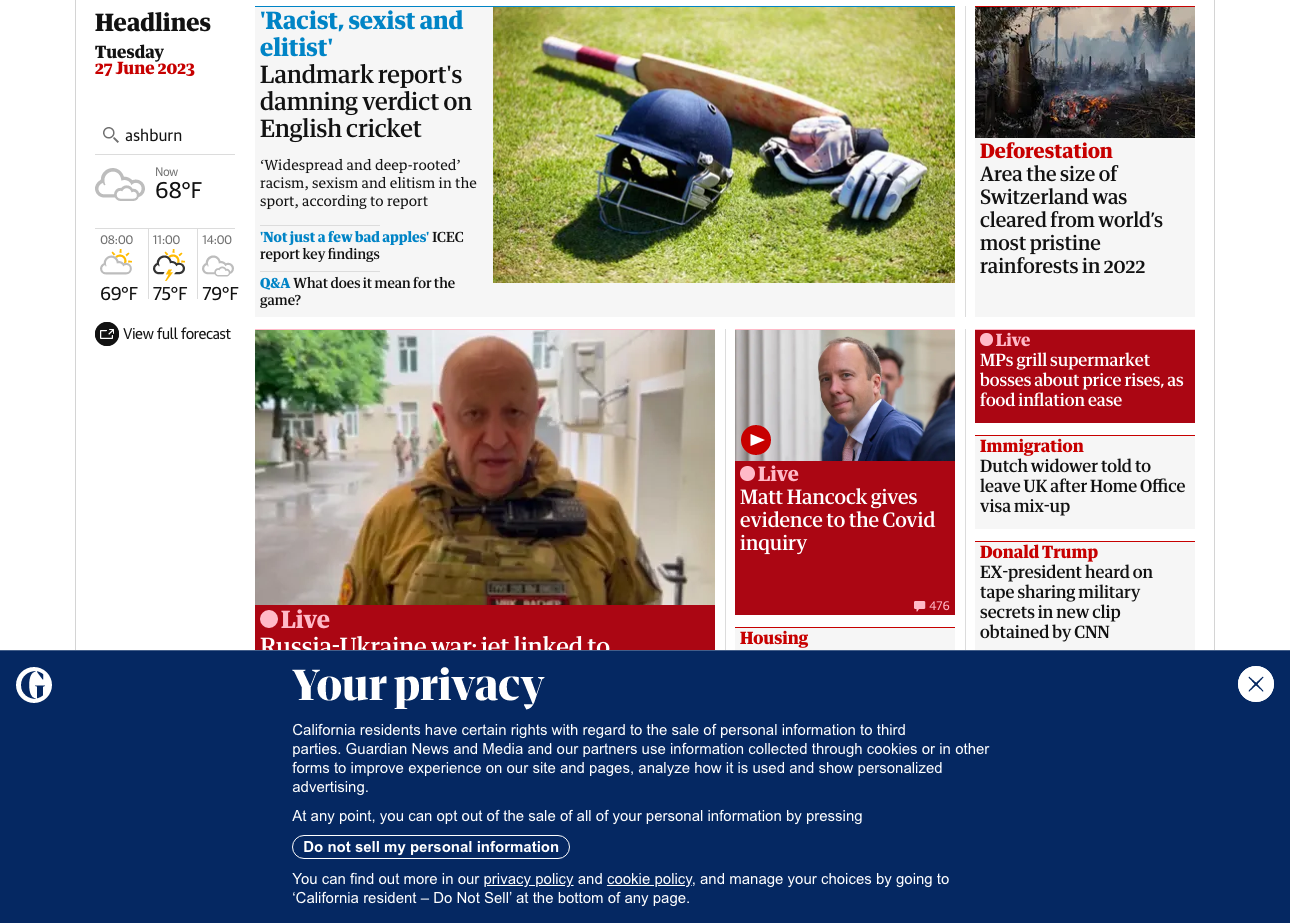 Headlines
Tuesday
27 June 2023
ashburn
Now
68°F
08:00
11:00
14:00
69°F
75°F
79°F
View full forecast
'Racist, sexist and
elitist'
Landmark report's
damning verdict on
English cricket
‘Widespread and deep-rooted’
racism, sexism and elitism in the
sport, according to report
'Not just a few bad apples' ICEC
report key findings
Q&A What does it mean for the
game?
Deforestation
Area the size of
Switzerland was
cleared from world’s
most pristine
rainforests in 2022
Live
Russia-Ukraine war: jet linked to
Live
Matt Hancock gives
evidence to the Covid
inquiry
476
Housing
Live
MPs grill supermarket
bosses about price rises, as
food inflation ease
Immigration
Dutch widower told to
leave UK after Home Office
visa mix-up
Donald Trump
EX-president heard on
tape sharing military
secrets in new clip
obtained by CNN
Your privacy
California residents have certain rights with regard to the sale of personal information to third
parties. Guardian News and Media and our partners use information collected through cookies or in other
forms to improve experience on our site and pages, analyze how it is used and show personalized
advertising.
At any point, you can opt out of the sale of all of your personal information by pressing
Do not sell my personal information
You can find out more in our privacy policy and cookie policy, and manage your choices by going to
‘California resident – Do Not Sell’ at the bottom of any page.